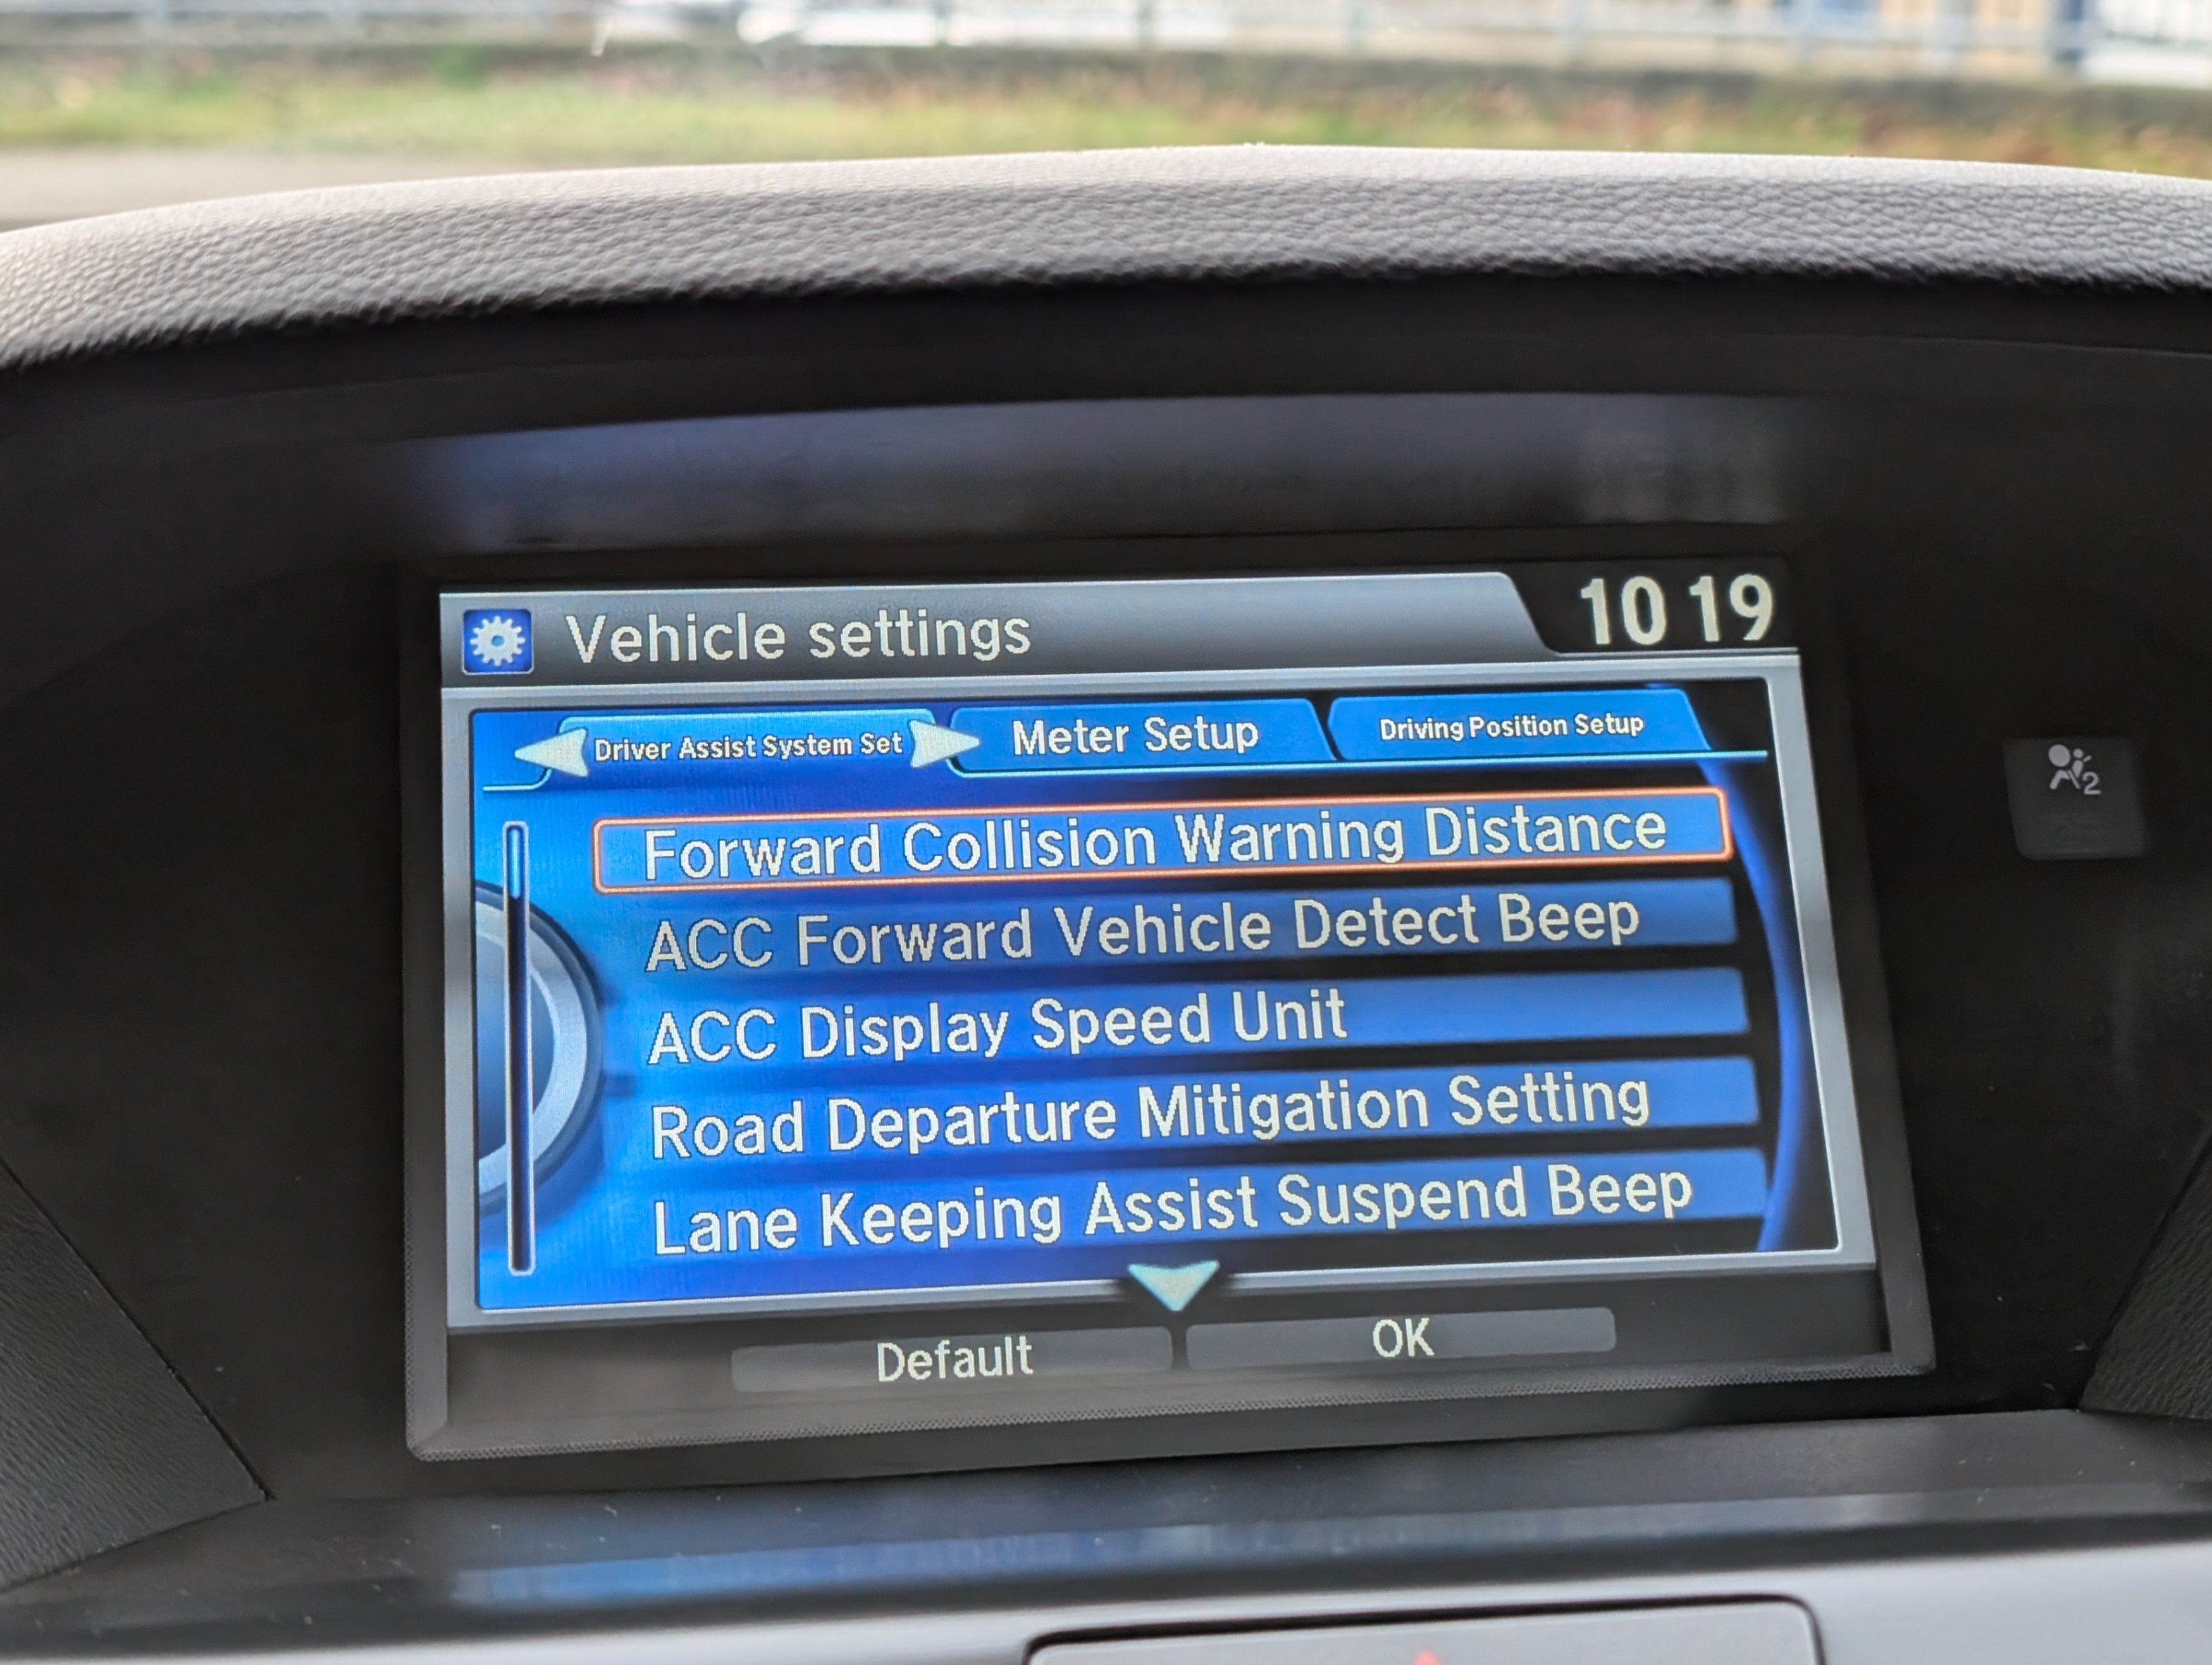 Vehicle settings
10 19
Driver Assist System Set
Meter Setup
Driving Position Setup
Forward Collision Warning Distance
ACC Forward Vehicle Detect Beep
ACC Display Speed Unit
Road Departure Mitigation Setting
Lane Keeping Assist Suspend Beep
Default
OK
2